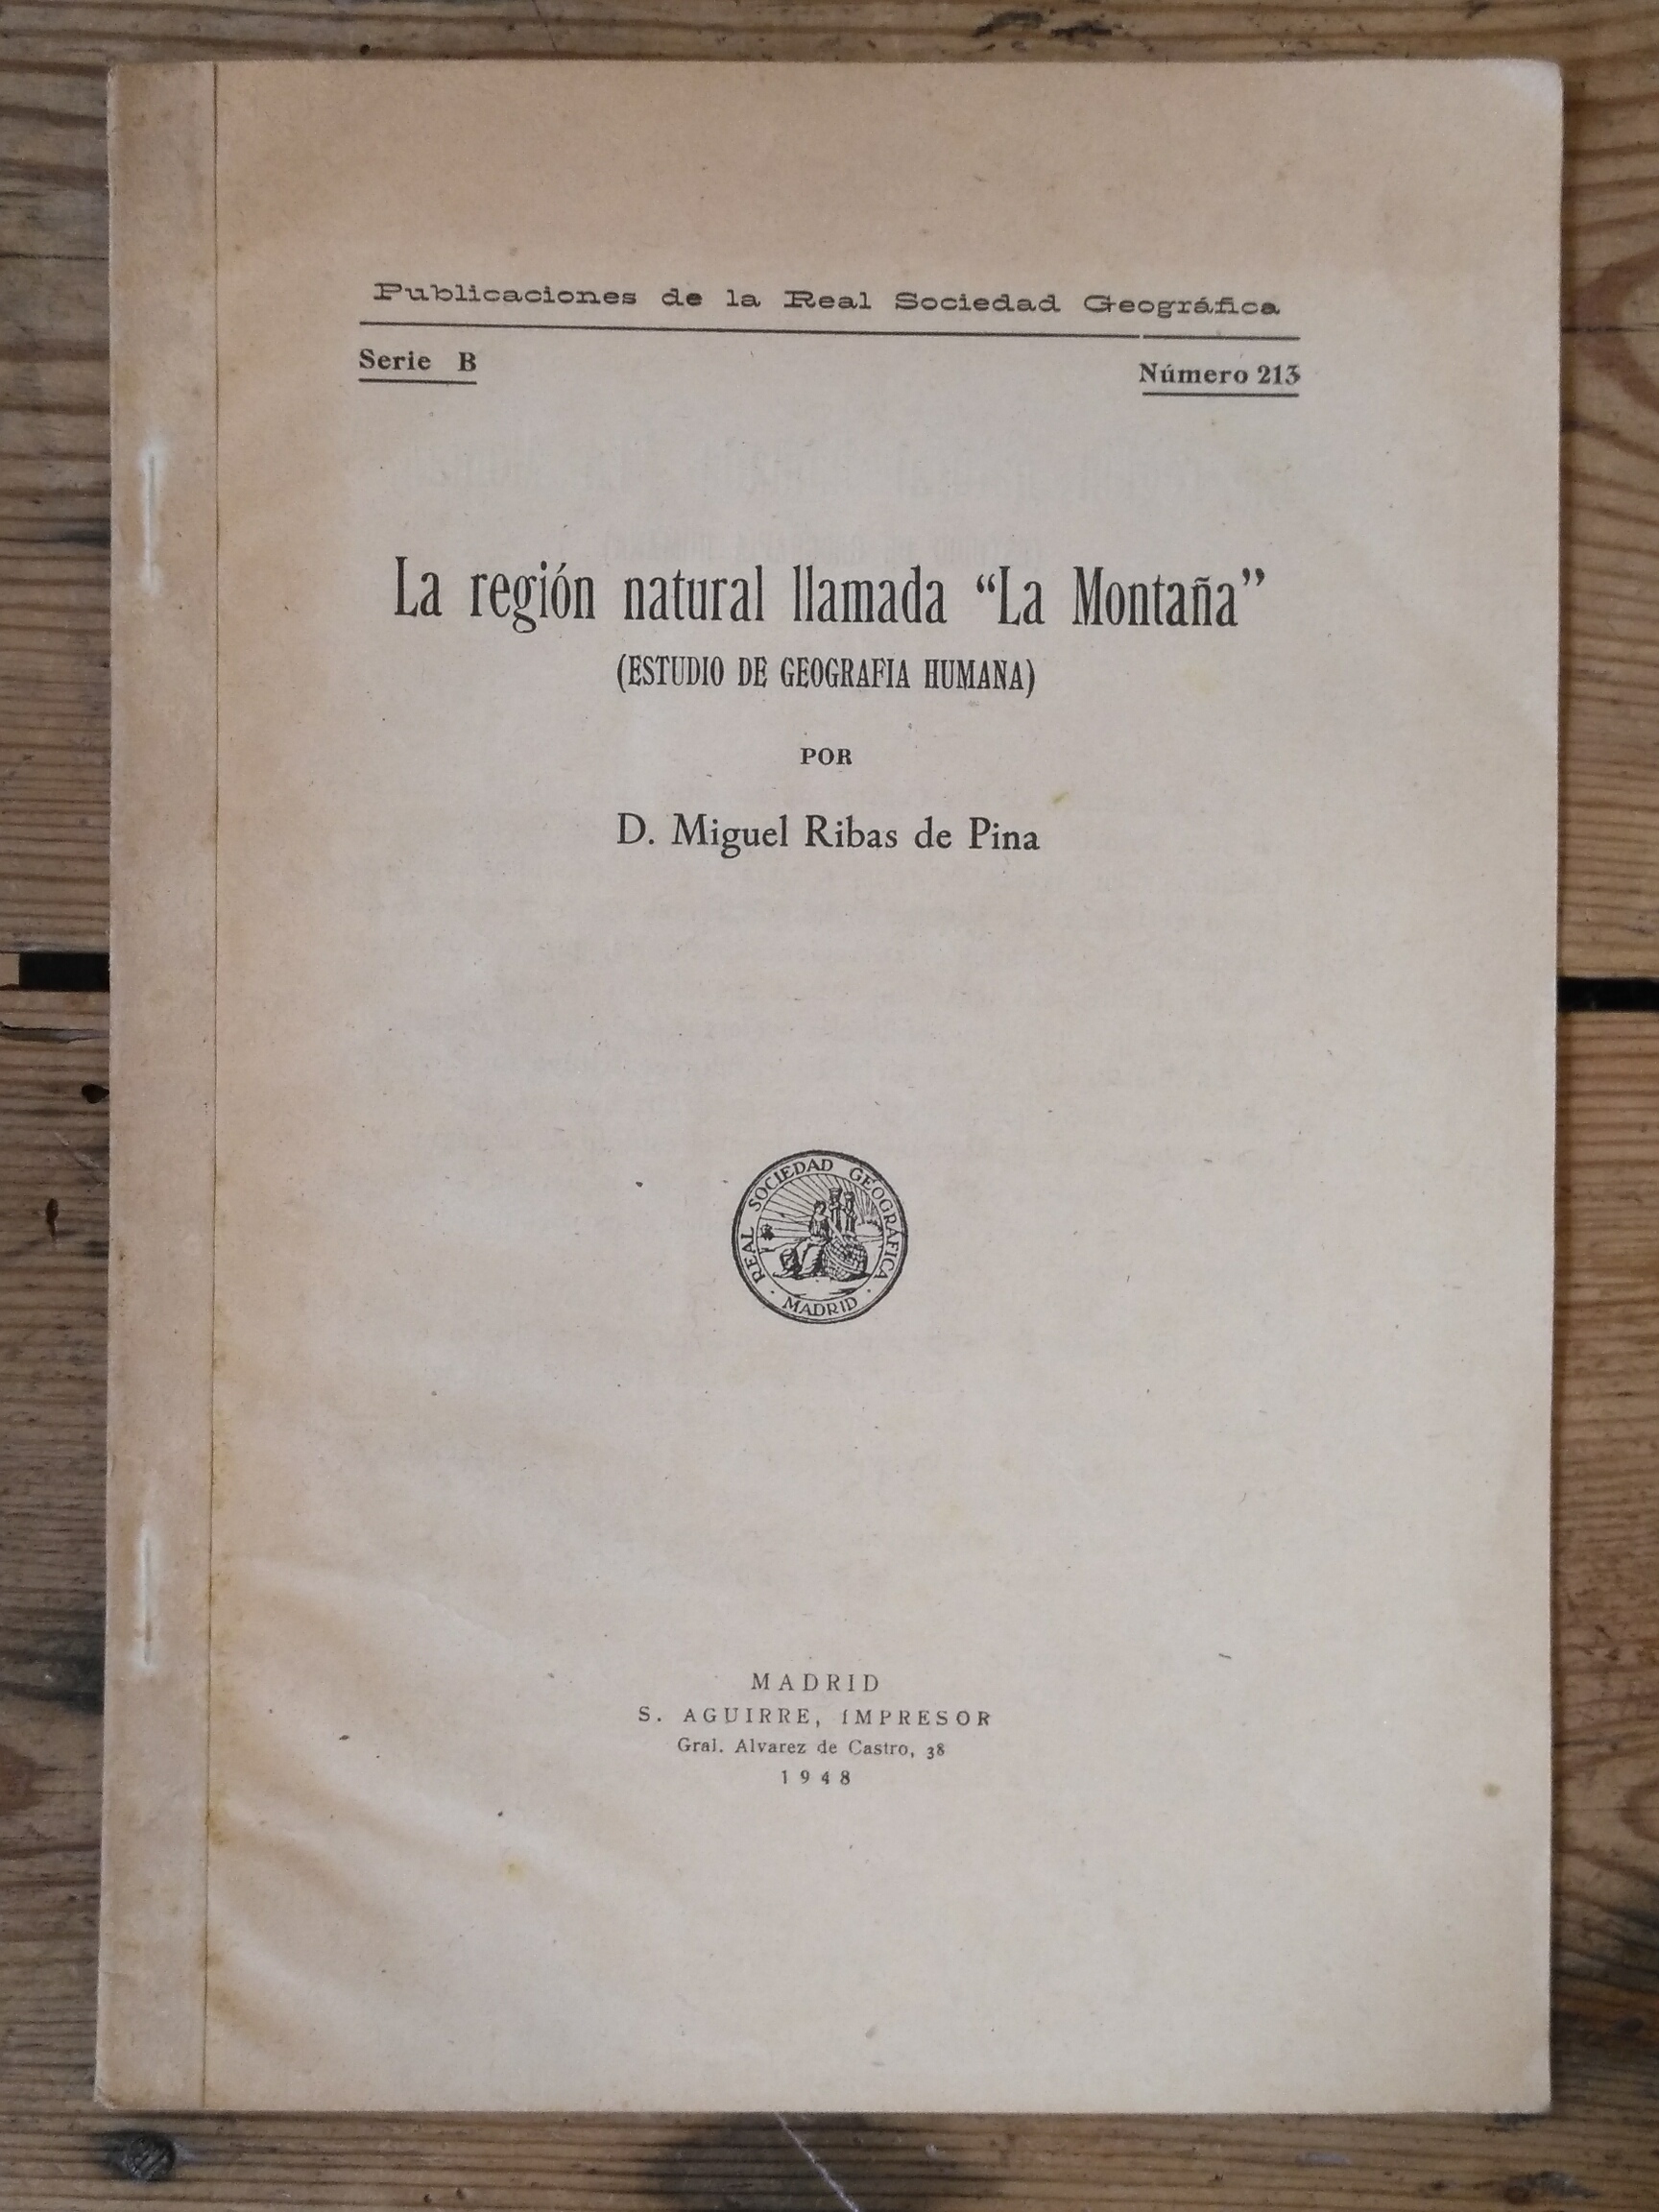 Publicaciones de la Real Sociedad Geográfica
Serie B
Número 213
La región natural llamada “La Montaña”
(ESTUDIO DE GEOGRAFIA HUMANA)
POR
D. Miguel Ribas de Pina
REAL SOCIEDAD GEOGRÁFICA
· MADRID ·
MADRID
S. AGUIRRE, IMPRESOR
Gral. Alvarez de Castro, 38
1948